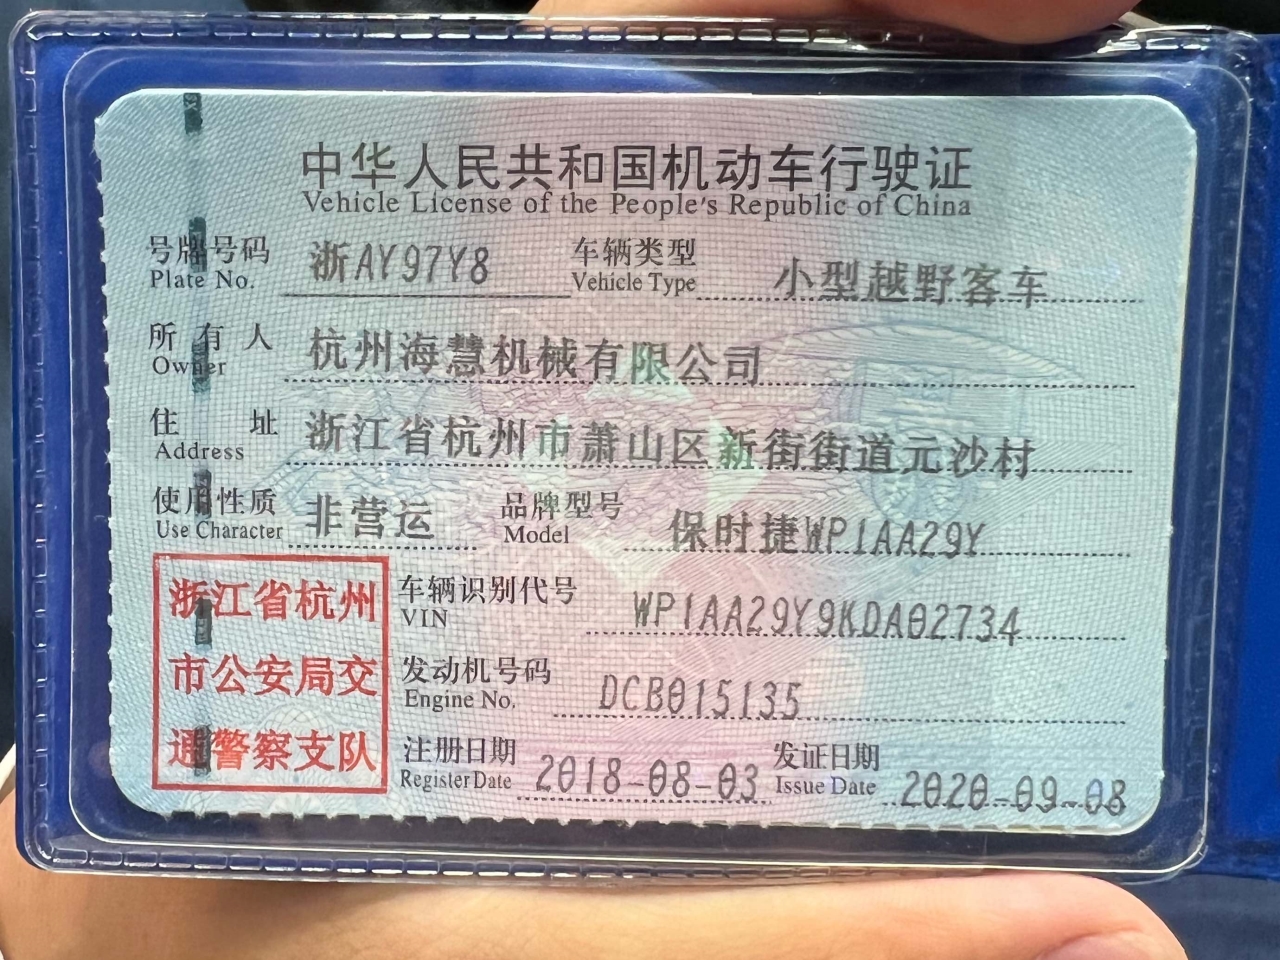 中华人民共和国机动车行驶证
Vehicle License of the People's Republic of China
号牌号码 浙AY97Y8 车辆类型 小型越野客车
Plate No. Vehicle Type
所有人 杭州海慧机械有限公司
Owner
住址 浙江省杭州市萧山区新街街道元沙村
Address
使用性质 非营运 品牌型号 保时捷WP1AA29Y
Use Character Model
浙江省杭州 车辆识别代号 WP1AA29Y9KDA02734
VIN
市公安局交 发动机号码 DCB015135
Engine No.
通警察支队 注册日期 2018-08-03 发证日期 2020-09-08
Register Date Issue Date